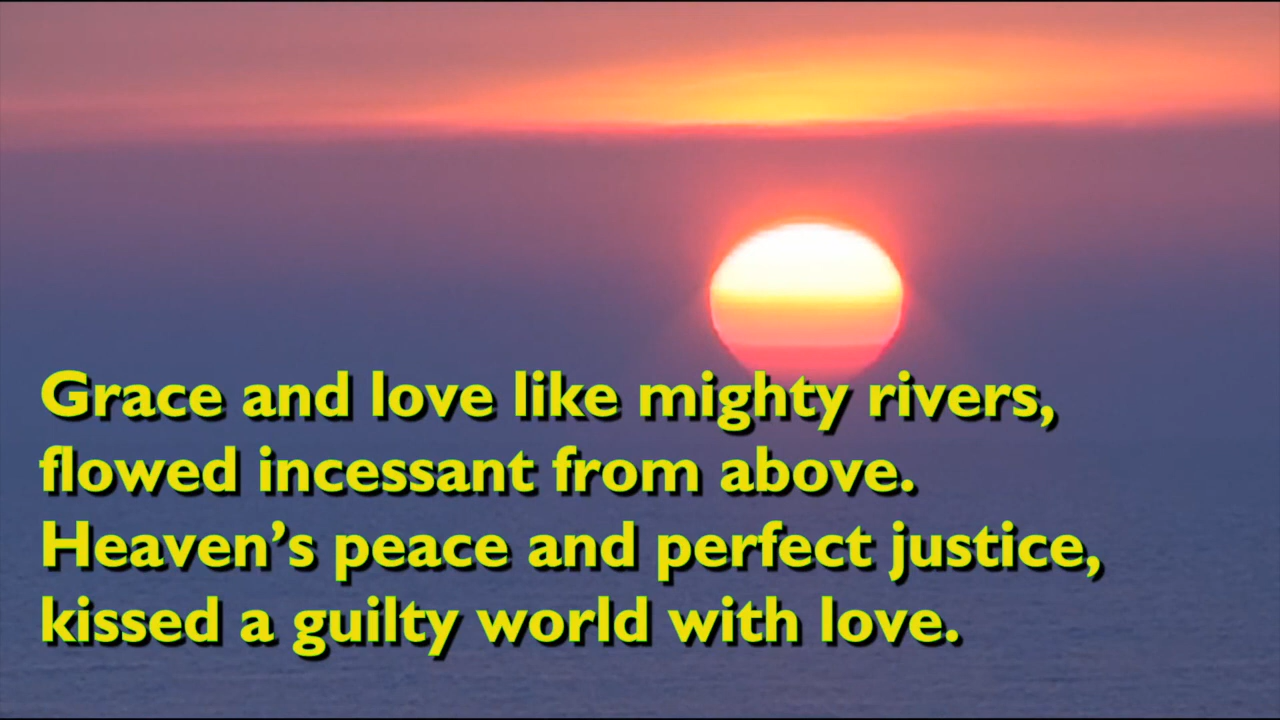 Grace and love like mighty rivers,
flowed incessant from above.
Heaven’s peace and perfect justice,
kissed a guilty world with love.